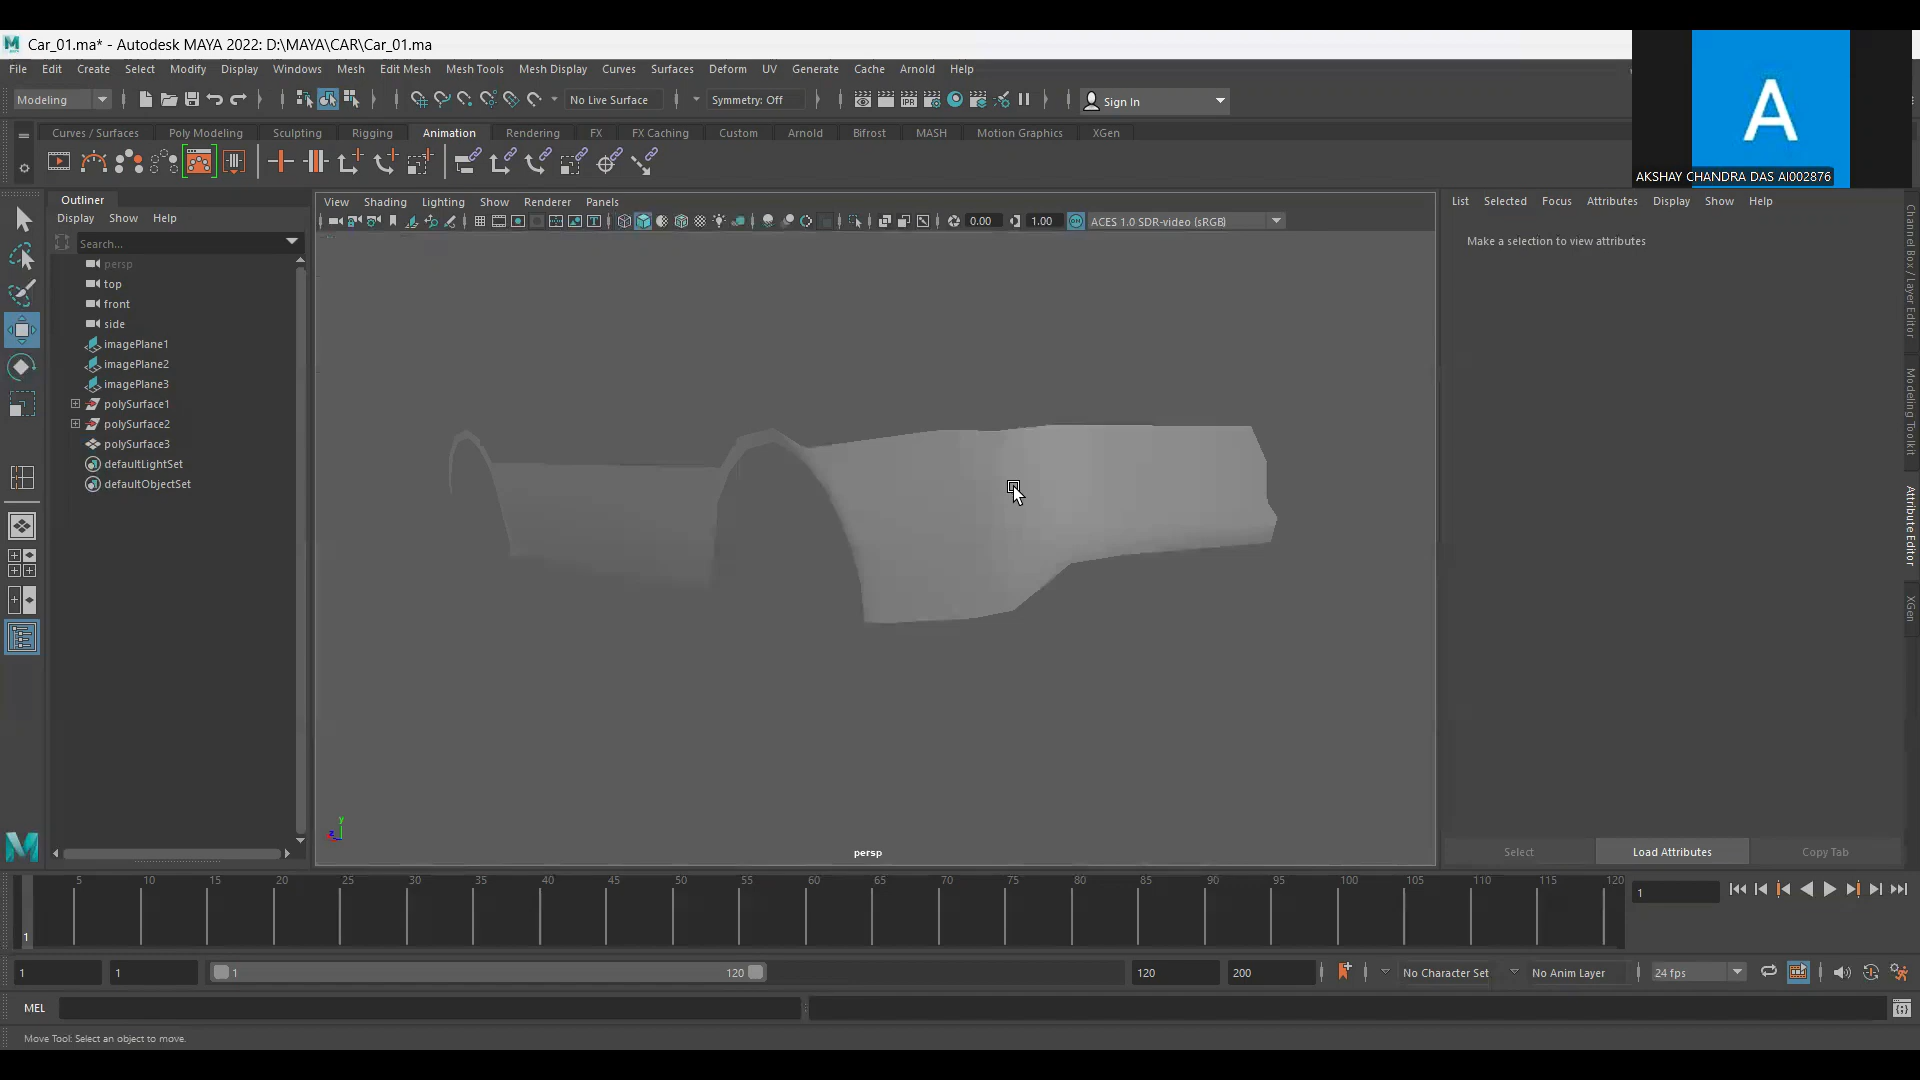 Car_01.ma* - Autodesk MAYA 2022: D:\MAYA\CAR\Car_01.ma
File Edit Create Select Modify Display Windows Mesh Edit Mesh Mesh Tools Mesh Display Curves Surfaces Deform UV Generate Cache Arnold Help
Modeling No Live Surface Symmetry: Off Sign In
A
AKSHAY CHANDRA DAS AI002876
Curves / Surfaces Poly Modeling Sculpting Rigging Animation Rendering FX FX Caching Custom Arnold Bifrost MASH Motion Graphics XGen
IPR
Outliner
Display Show Help
Search...
persp
top
front
side
imagePlane1
imagePlane2
imagePlane3
polySurface1
polySurface2
polySurface3
defaultLightSet
defaultObjectSet
View Shading Lighting Show Renderer Panels
0.00 1.00 ACES 1.0 SDR-video (sRGB)
y
z
persp
List Selected Focus Attributes Display Show Help
Make a selection to view attributes
Select Load Attributes Copy Tab
Channel Box / Layer Editor
Modeling Toolkit
Attribute Editor
XGen
5 10 15 20 25 30 35 40 45 50 55 60 65 70 75 80 85 90 95 100 105 110 115 120
1
1
1 1 1 120 120 200 No Character Set No Anim Layer 24 fps
MEL
Move Tool: Select an object to move.